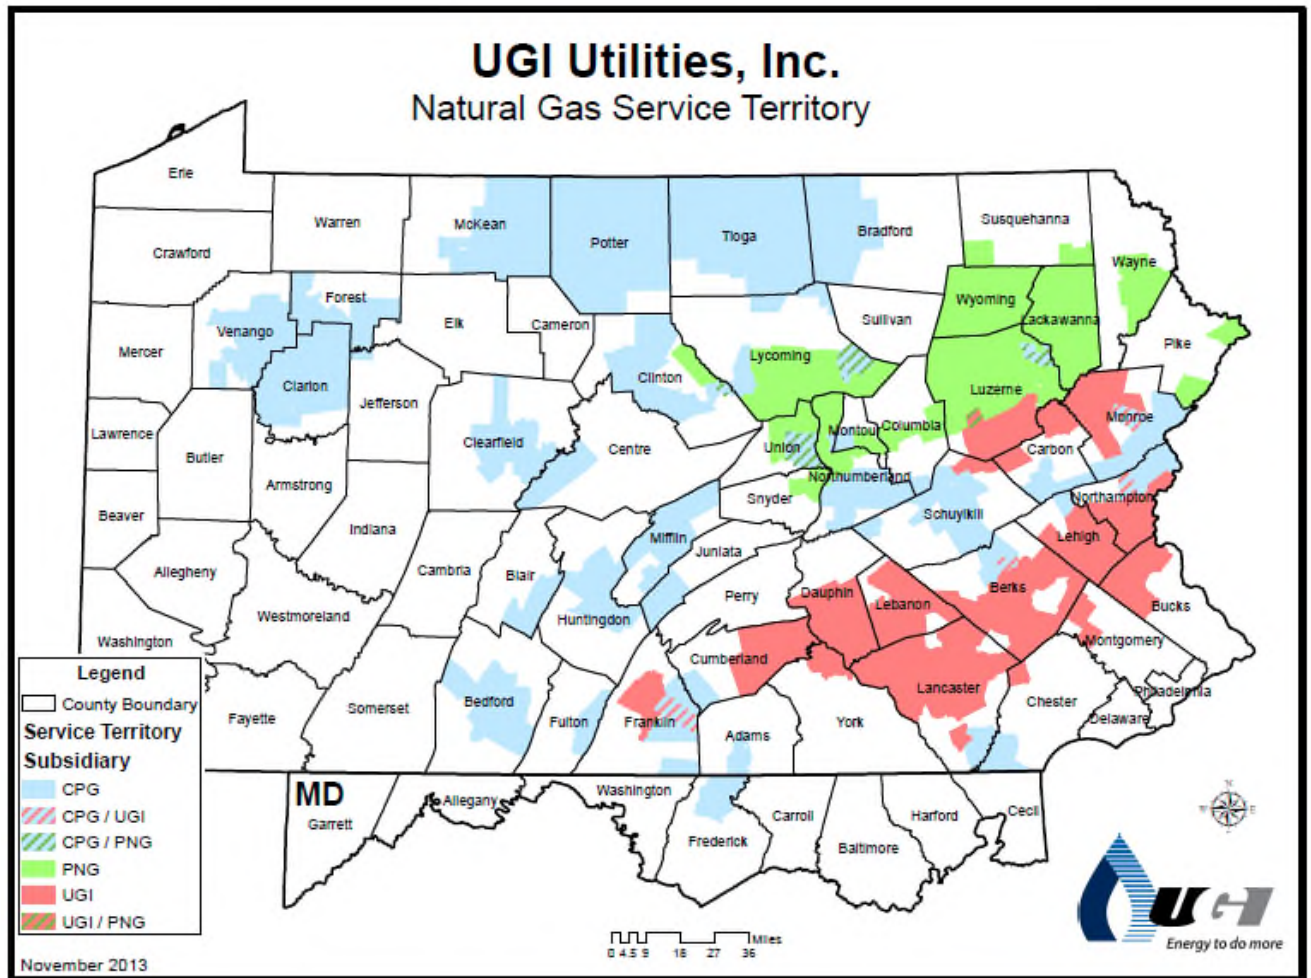 UGI Utilities, Inc.
Natural Gas Service Territory
Erie
Warren
McKean
Potter
Tioga
Bradford
Susquehanna
Wayne
Crawford
Forest
Venango
Elk
Cameron
Sullivan
Wyoming
Lackawanna
Pike
Mercer
Clarion
Clinton
Lycoming
Luzerne
Monroe
Jefferson
Lawrence
Butler
Clearfield
Centre
Union
Montour
Columbia
Carbon
Armstrong
Northumberland
Snyder
Northampton
Beaver
Indiana
Mifflin
Juniata
Schuylkill
Lehigh
Allegheny
Cambria
Blair
Huntingdon
Perry
Dauphin
Lebanon
Berks
Bucks
Westmoreland
Washington
Cumberland
Montgomery
Lancaster
Philadelphia
Fayette
Somerset
Bedford
Fulton
Franklin
Adams
York
Chester
Delaware
MD
Garrett
Allegany
Washington
Frederick
Carroll
Baltimore
Harford
Cecil
Legend
County Boundary
Service Territory
Subsidiary
CPG
CPG / UGI
CPG / PNG
PNG
UGI
UGI / PNG
November 2013
0 4.5 9 18 27 36
Miles
N
W E
S
UGI
Energy to do more